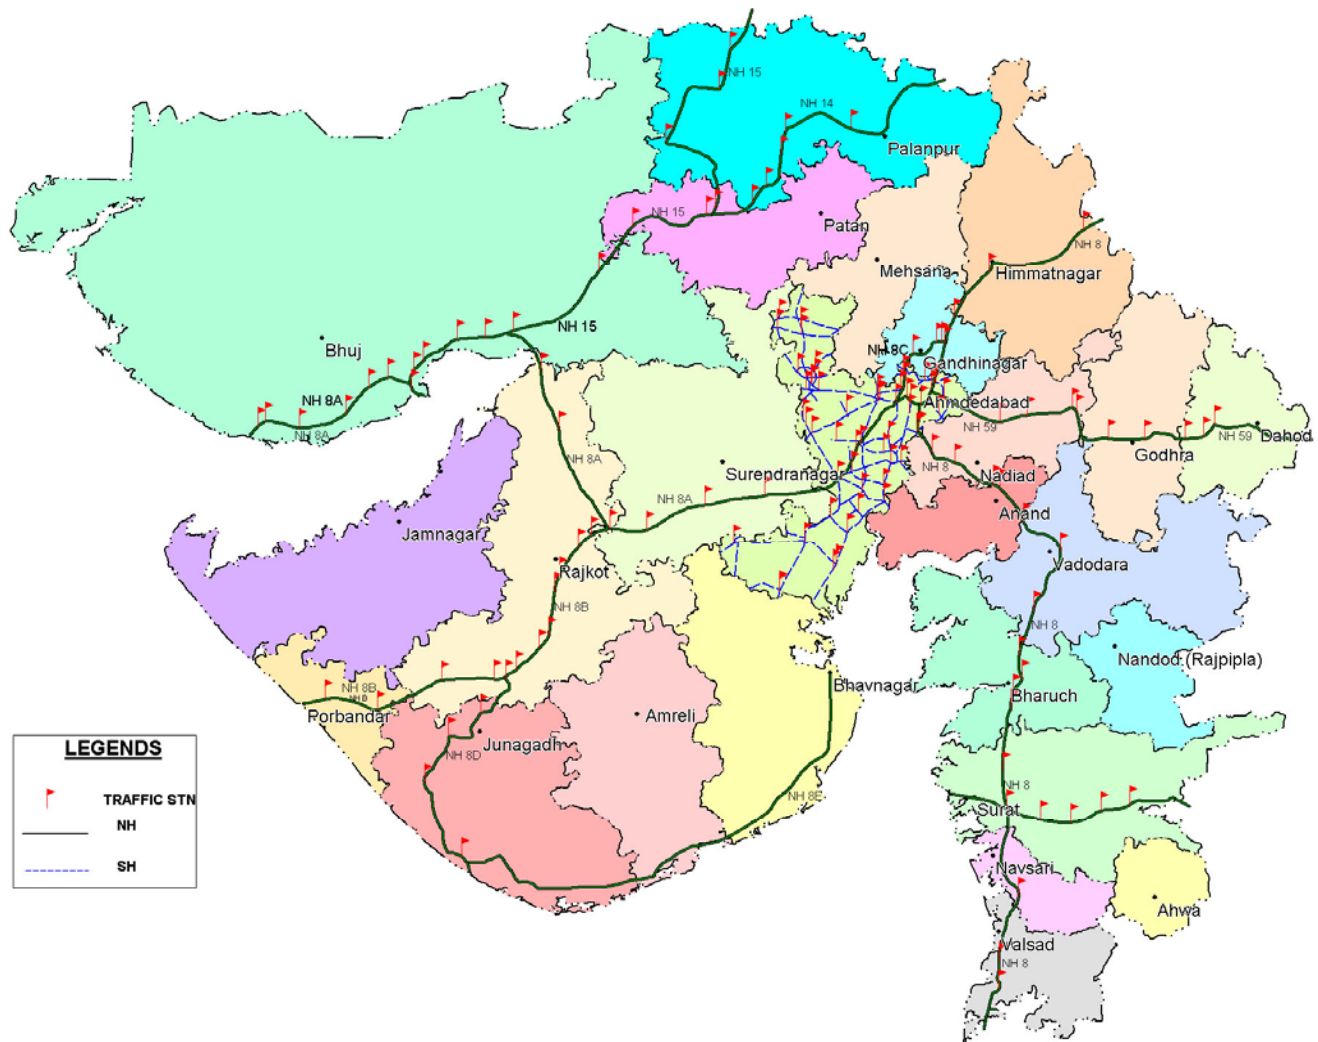 NH 15
NH 14
Palanpur
NH 15
Patan
NH 8
Mehsana
Himmatnagar
NH 15
Bhuj
NH 8C
Gandhinagar
NH 8A
Ahmdedabad
NH 59
NH 8A
Dahod
NH 59
Godhra
NH 8A
NH 8
Nadiad
Surendranagar
NH 8A
Anand
Jamnagar
Vadodara
Rajkot
NH 8B
NH 8
Nandod (Rajpipla)
NH 8B
Bhavnagar
Bharuch
Porbandar
Amreli
Junagadh
NH 8D
LEGENDS
TRAFFIC STN
NH
SH
NH 8E
NH 8
Surat
Navsari
Ahwa
Valsad
NH 8